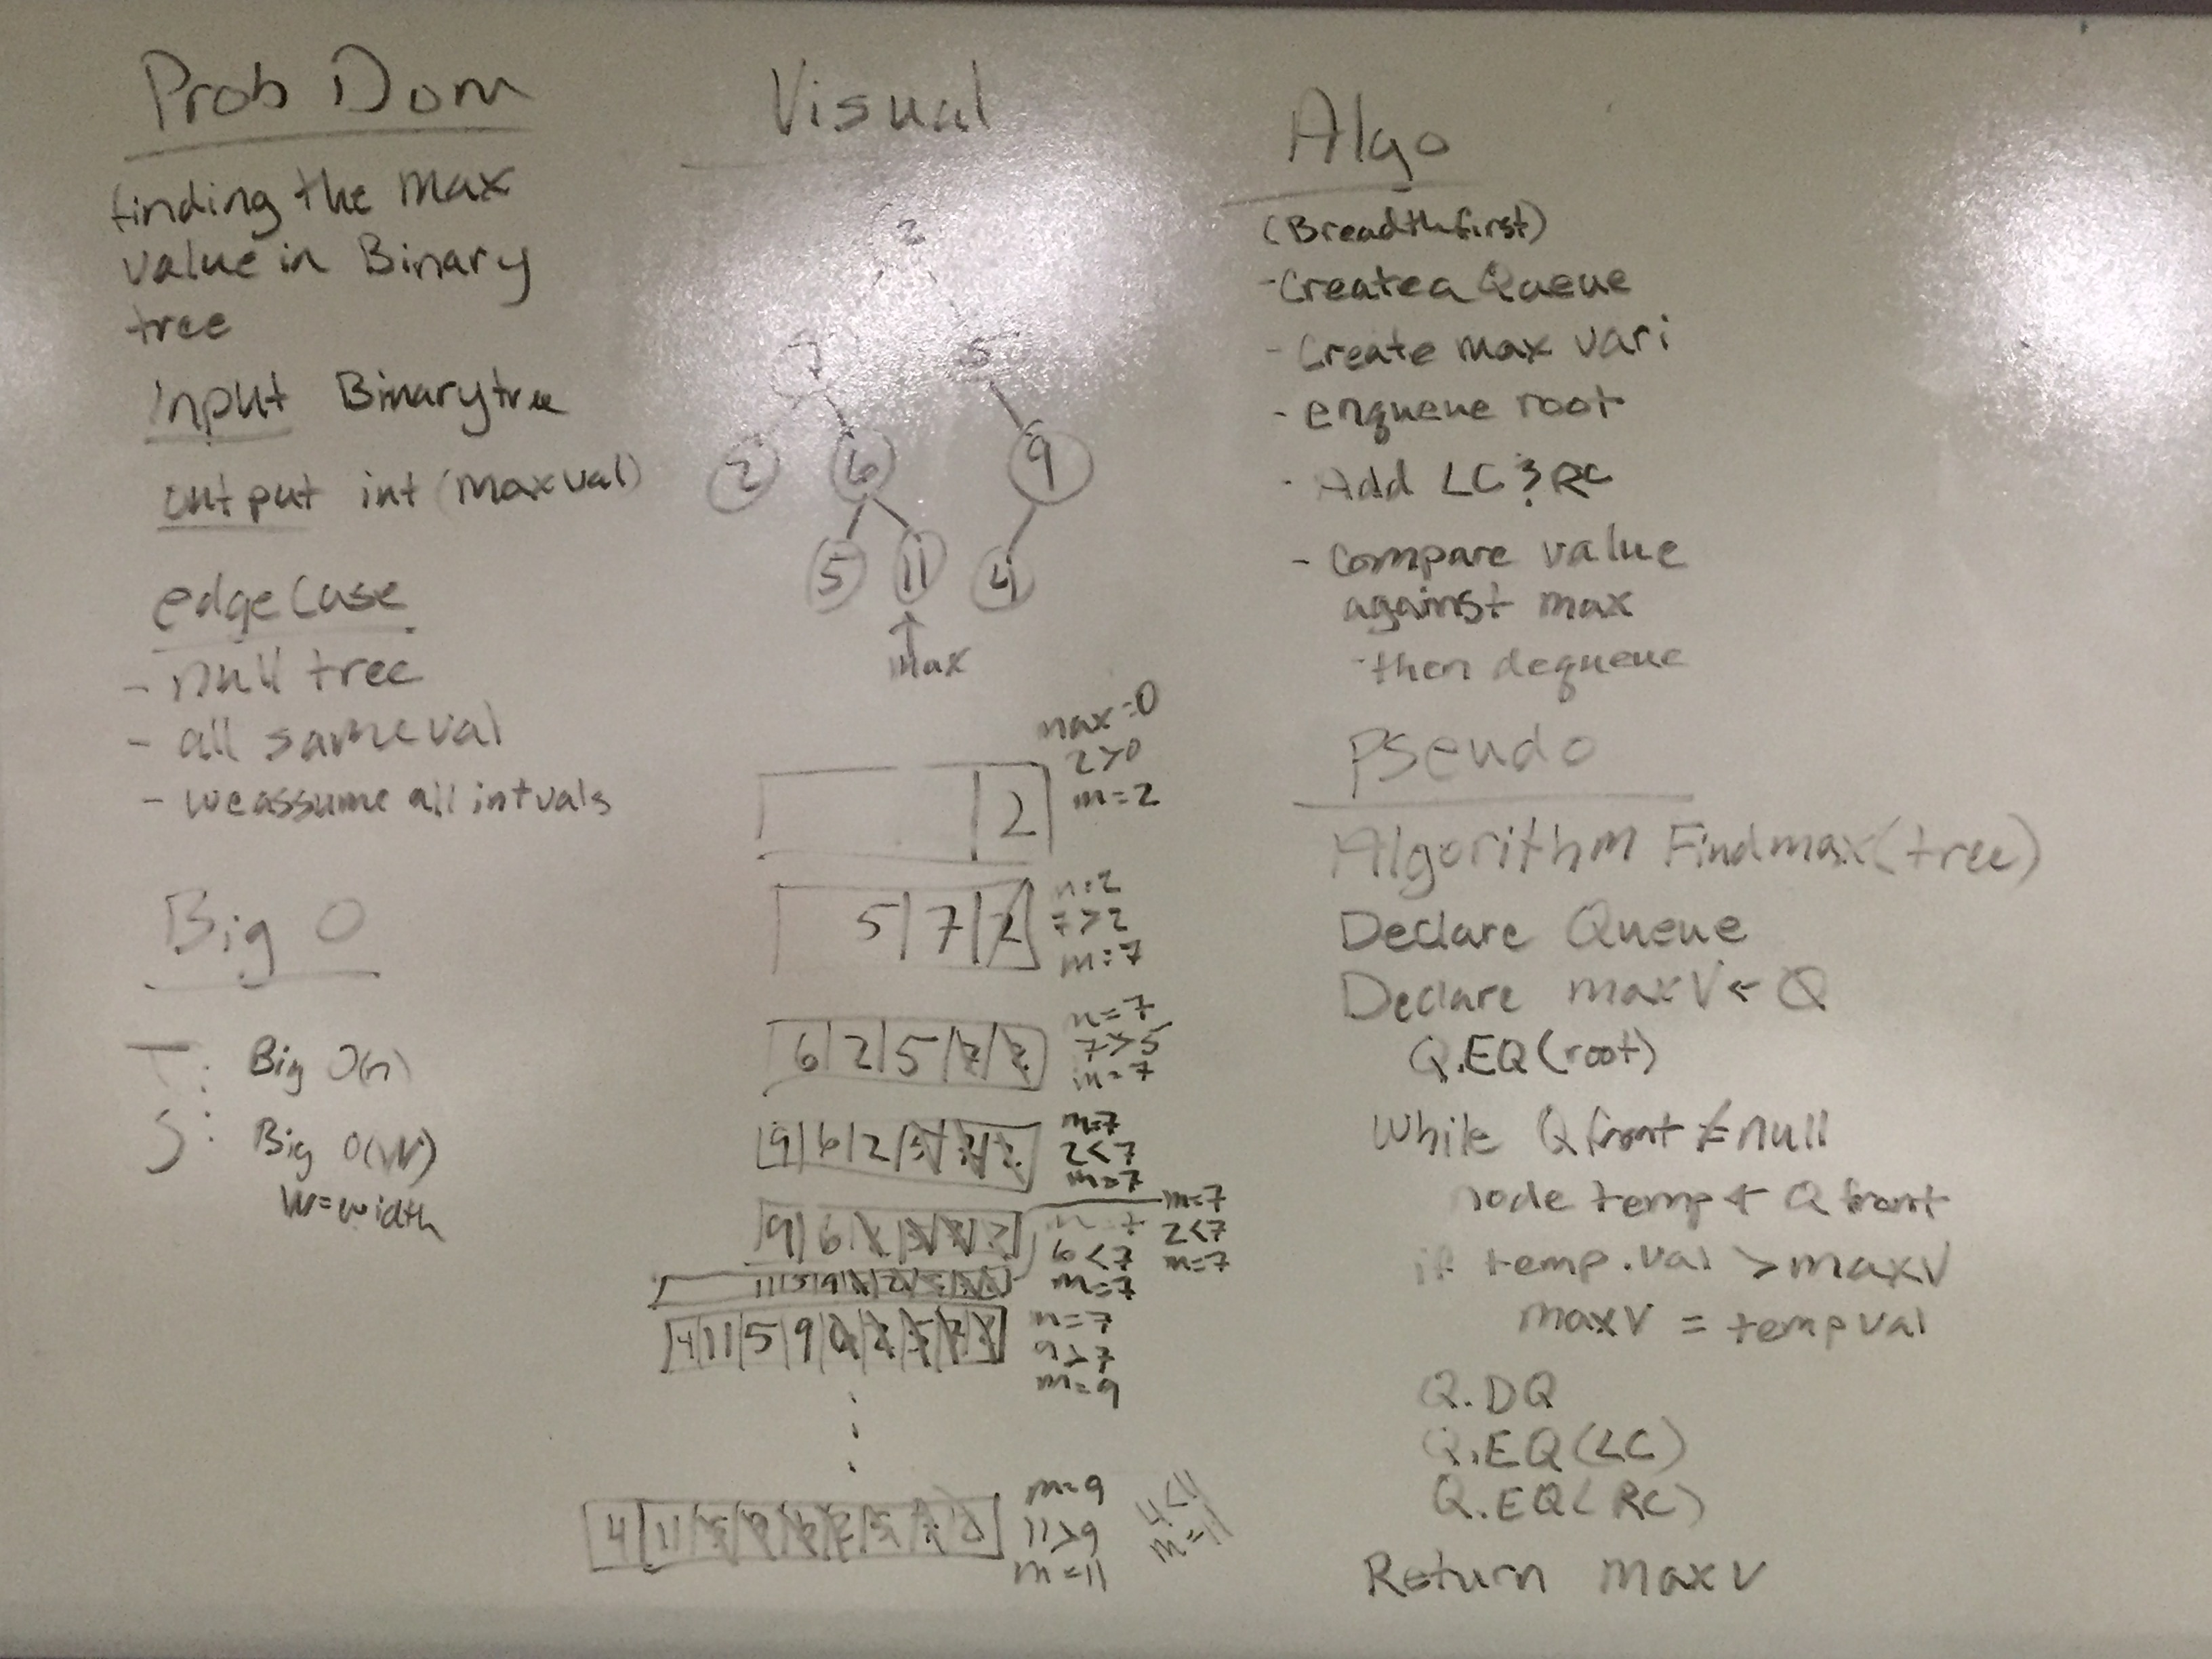 Prob Dom
finding the max
value in Binary
tree
input Binarytree
output int (maxval)
edgeCase
- null tree
- all same val
- we assume all int vals
Big O
T: Big O(n)
S: Big O(W)
W=width
Visual
2
7 5
2 6 9
5 11 4
↑
max
max=0
2>0
m=2
2
5|7|2
m=2
7>2
m=7
6|2|5|7|2
m=7
7>5
m=7
9|6|2|5|7|2
m=7
2<7
m=7
9|6|2|5|7|2
m=7
2<7
m=7
m=7
6<7
m=7
11|5|9|6|2|5|7|2
4|11|5|9|6|2|5|7|2
m=7
9>7
m=9
4|11|5|9|6|2|5|7|2
m=9
11>9
m=11
4<11
m=11
Algo
(Breadthfirst)
- Create a Queue
- Create max vari
- enqueue root
- Add LC & RC
- Compare value
against max
- then dequeue
Pseudo
Algorithm Findmax(tree)
Declare Queue
Declare maxV ← 0
Q.EQ(root)
While Q front ≠ null
node temp ← Q front
if temp.val > maxV
maxV = temp val
Q.DQ
Q.EQ(LC)
Q.EQ(RC)
Return maxV